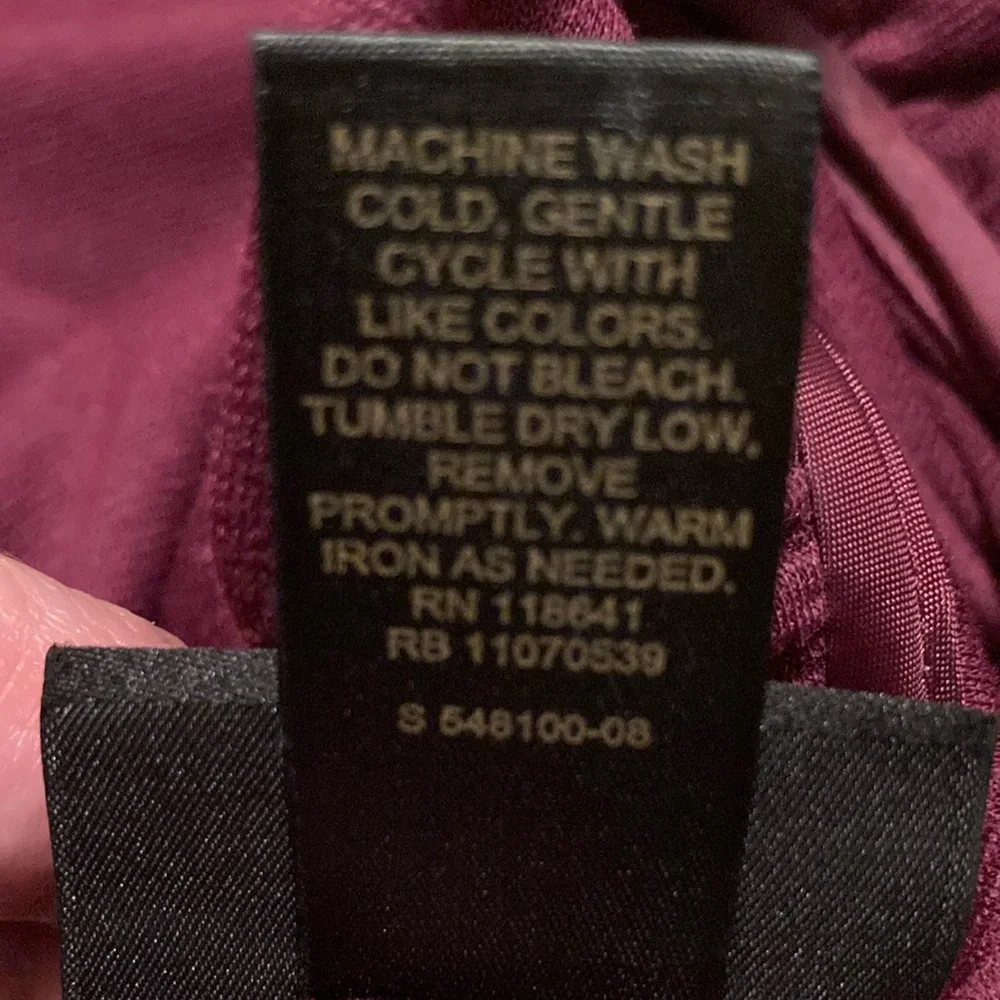 MACHINE WASH
COLD, GENTLE
CYCLE WITH
LIKE COLORS.
DO NOT BLEACH.
TUMBLE DRY LOW,
REMOVE
PROMPTLY. WARM
IRON AS NEEDED.
RN 118641
RB 11070S39
S 548100-08